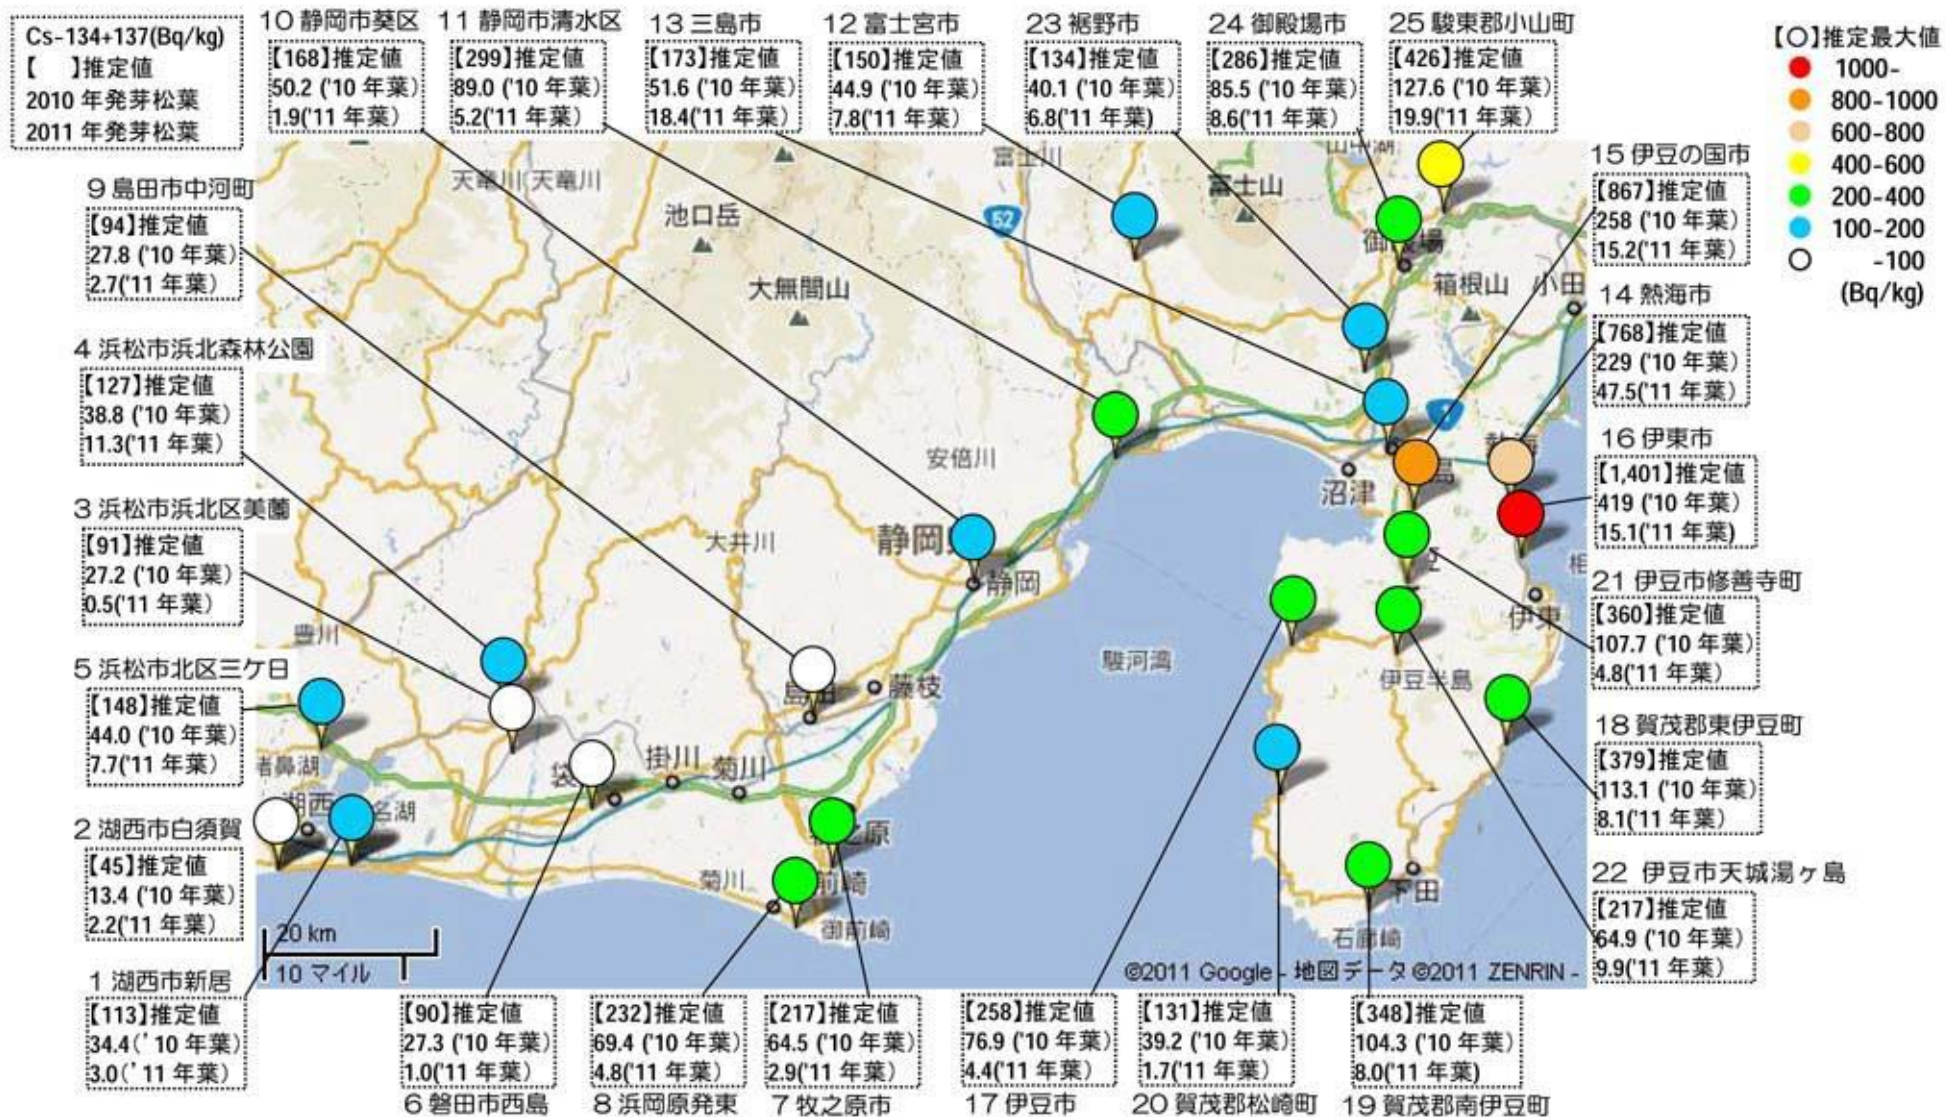 Cs-134+137(Bq/kg)
【　】推定値
2010 年発芽松葉
2011 年発芽松葉
10 静岡市葵区
【168】推定値
50.2 ('10 年葉)
1.9('11 年葉)
11 静岡市清水区
【299】推定値
89.0 ('10 年葉)
5.2('11 年葉)
13 三島市
【173】推定値
51.6 ('10 年葉)
18.4('11 年葉)
12 富士宮市
【150】推定値
44.9 ('10 年葉)
7.8('11 年葉)
23 裾野市
【134】推定値
40.1 ('10 年葉)
6.8('11 年葉)
24 御殿場市
【286】推定値
85.5 ('10 年葉)
8.6('11 年葉)
25 駿東郡小山町
【426】推定値
127.6 ('10 年葉)
19.9('11 年葉)
【○】推定最大値
1000-
800-1000
600-800
400-600
200-400
100-200
-100
(Bq/kg)
9 島田市中河町
【94】推定値
27.8 ('10 年葉)
2.7('11 年葉)
4 浜松市浜北森林公園
【127】推定値
38.8 ('10 年葉)
11.3('11 年葉)
3 浜松市浜北区美薗
【91】推定値
27.2 ('10 年葉)
0.5('11 年葉)
5 浜松市北区三ケ日
【148】推定値
44.0 ('10 年葉)
7.7('11 年葉)
2 湖西市白須賀
【45】推定値
13.4 ('10 年葉)
2.2('11 年葉)
1 湖西市新居
【113】推定値
34.4('10 年葉)
3.0('11 年葉)
天竜川 天竜川
富士川
山中湖
池口岳
52
富士山
大無間山
箱根山
小田
安倍川
沼津
大井川
静岡
豊川
藤枝
駿河湾
伊東
伊豆半島
掛川
菊川
名湖
菊川
前崎
御前崎
下田
石廊崎
20 km
10 マイル
©2011 Google - 地図データ ©2011 ZENRIN -
15 伊豆の国市
【867】推定値
258 ('10 年葉)
15.2('11 年葉)
14 熱海市
【768】推定値
229 ('10 年葉)
47.5('11 年葉)
16 伊東市
【1,401】推定値
419 ('10 年葉)
15.1('11 年葉)
21 伊豆市修善寺町
【360】推定値
107.7 ('10 年葉)
4.8('11 年葉)
18 賀茂郡東伊豆町
【379】推定値
113.1 ('10 年葉)
8.1('11 年葉)
22 伊豆市天城湯ヶ島
【217】推定値
64.9 ('10 年葉)
9.9('11 年葉)
【90】推定値
27.3 ('10 年葉)
1.0('11 年葉)
6 磐田市西島
【232】推定値
69.4 ('10 年葉)
4.8('11 年葉)
8 浜岡原発東
【217】推定値
64.5 ('10 年葉)
2.9('11 年葉)
7 牧之原市
【258】推定値
76.9 ('10 年葉)
4.4('11 年葉)
17 伊豆市
【131】推定値
39.2 ('10 年葉)
1.7('11 年葉)
20 賀茂郡松崎町
【348】推定値
104.3 ('10 年葉)
8.0('11 年葉)
19 賀茂郡南伊豆町